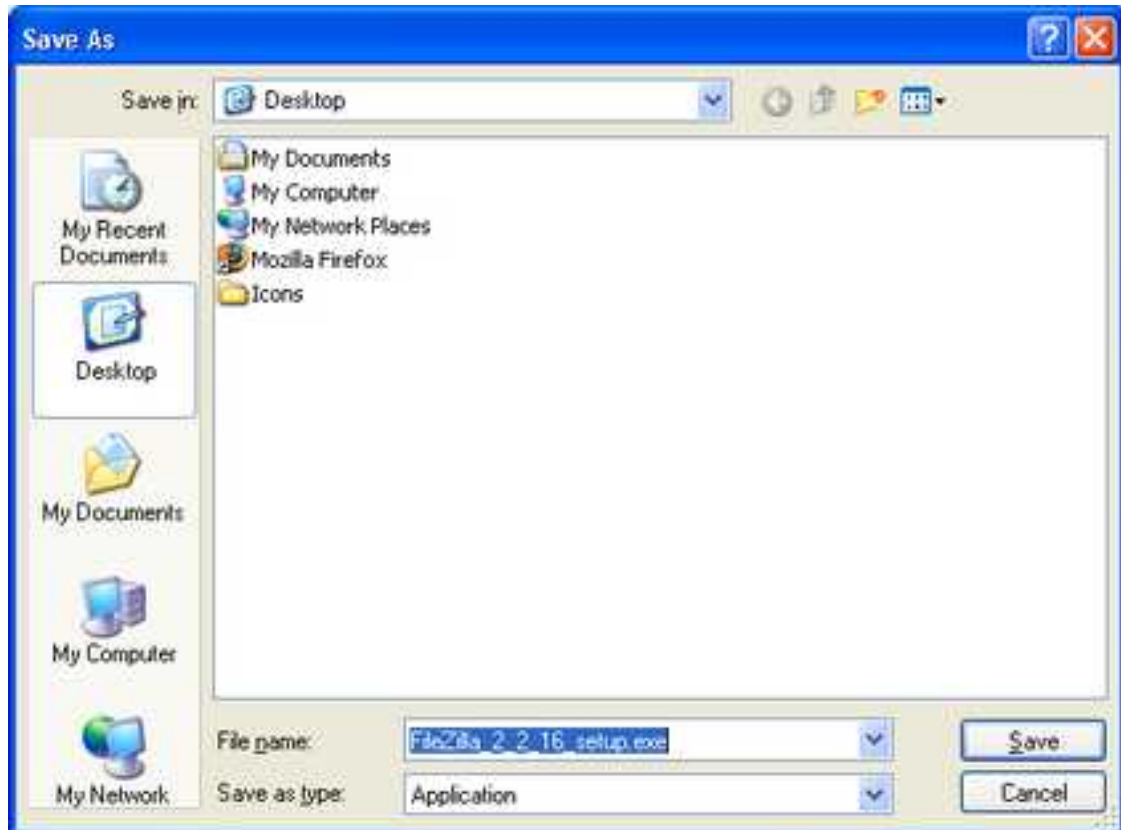 Save As
Save in:
Desktop
My Documents
My Computer
My Network Places
Mozilla Firefox
Icons
My Recent
Documents
Desktop
My Documents
My Computer
My Network
File name:
FileZilla_2_2_16_setup.exe
Save
Save as type:
Application
Cancel